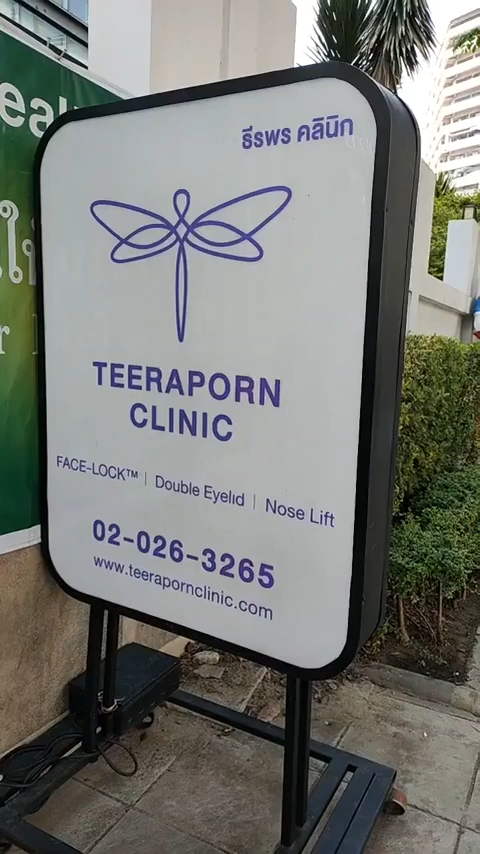 ธีรพร คลินิก
TEERAPORN
CLINIC
FACE-LOCK™ | Double Eyelid | Nose Lift
02-026-3265
www.teerapornclinic.com